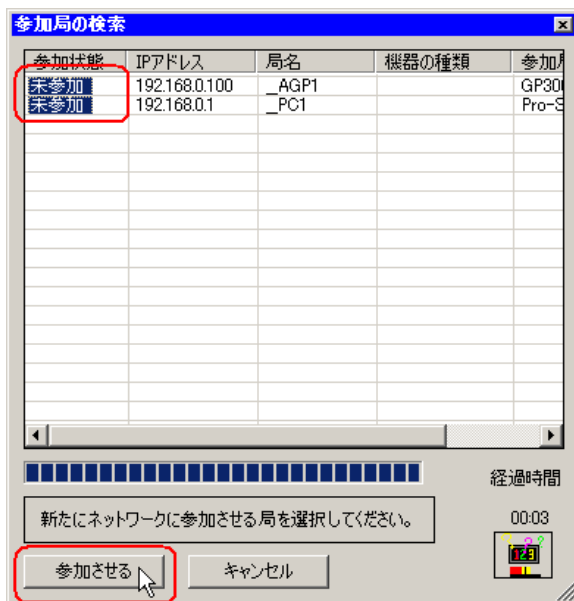 参加局の検索
参加状態 IPアドレス 局名 機器の種類 参加
未参加 192.168.0.100 _AGP1 GP30
未参加 192.168.0.1 _PC1 Pro-S
経過時間
新たにネットワークに参加させる局を選択してください。 00:03
参加させる キャンセル